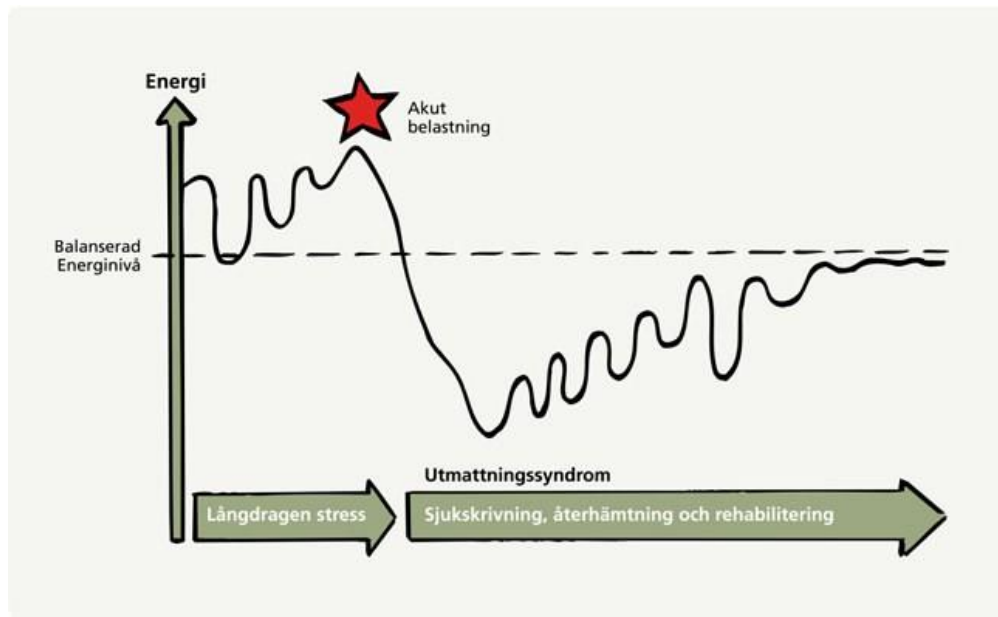 Energi
Akut
belastning
Balanserad
Energinivå
Utmattningssyndrom
Långdragen stress
Sjukskrivning, återhämtning och rehabilitering